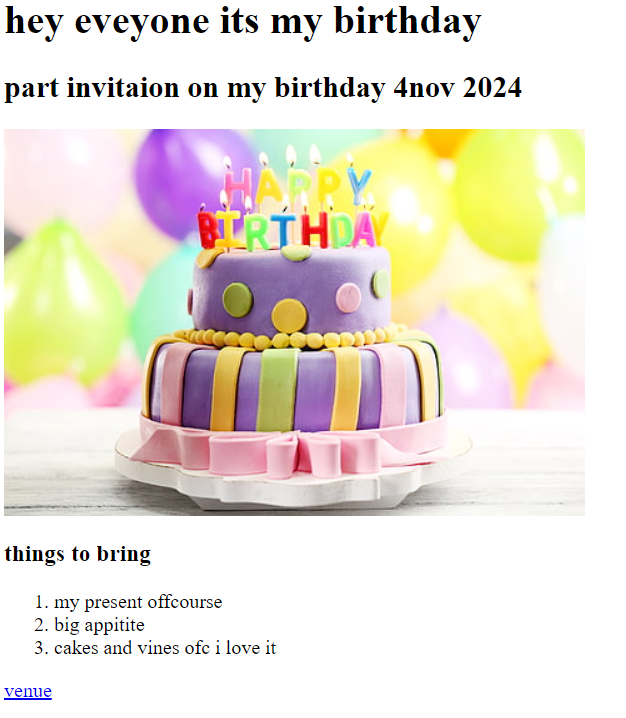 hey eveyone its my birthday
part invitaion on my birthday 4nov 2024
HAPPY
BIRTHDAY
things to bring
1. my present offcourse
2. big appitite
3. cakes and vines ofc i love it
venue